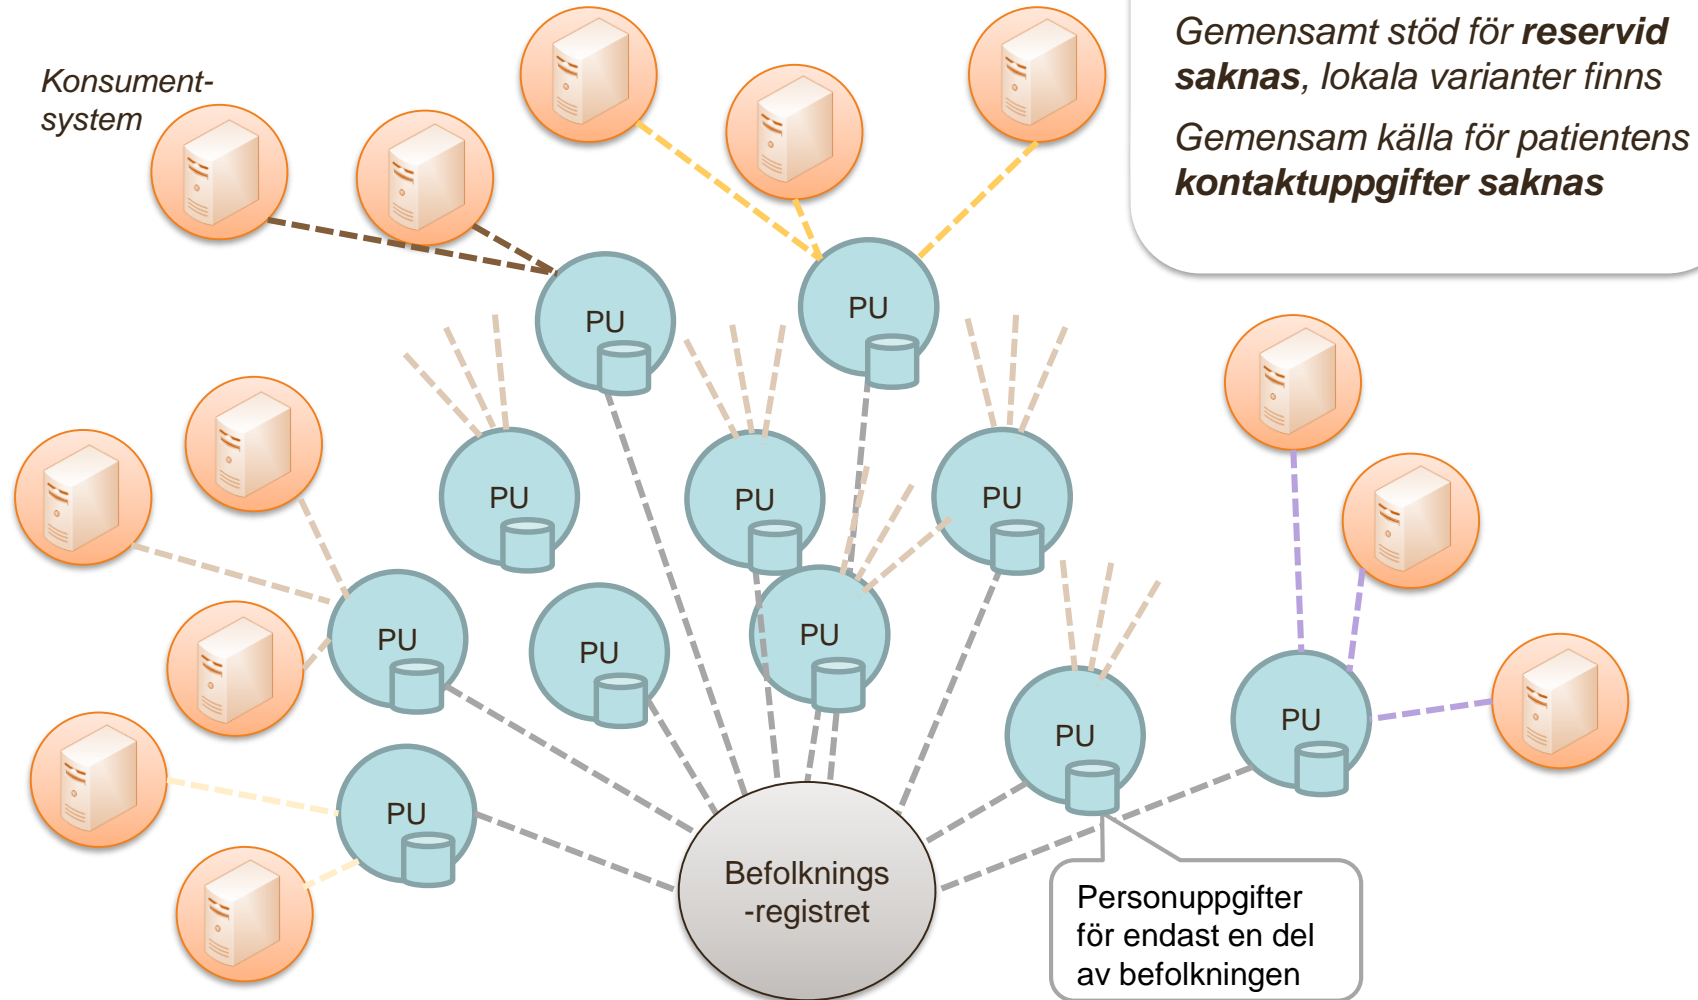 Gemensamt stöd för reservid
saknas, lokala varianter finns
Gemensam källa för patientens
kontaktuppgifter saknas
Konsument-
system
PU
PU
PU
PU
PU
PU
PU
PU
PU
PU
PU
Befolknings
-registret
Personuppgifter
för endast en del
av befolkningen